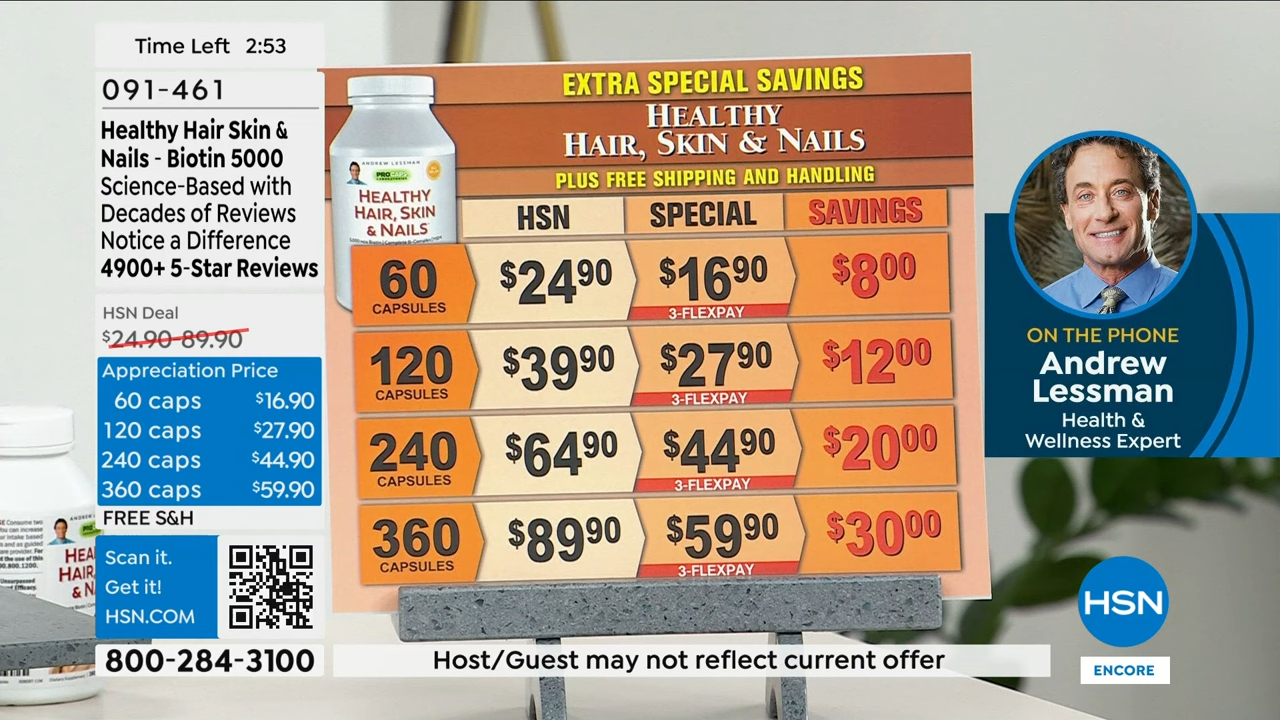 Time Left 2:53
091-461
Healthy Hair Skin &
Nails - Biotin 5000
Science-Based with
Decades of Reviews
Notice a Difference
4900+ 5-Star Reviews
HSN Deal
$24.90-89.90
Appreciation Price
60 caps $16.90
120 caps $27.90
240 caps $44.90
360 caps $59.90
FREE S&H
Scan it.
Get it!
HSN.COM
800-284-3100
EXTRA SPECIAL SAVINGS
HEALTHY
HAIR, SKIN & NAILS
PLUS FREE SHIPPING AND HANDLING
HSN SPECIAL SAVINGS
60 CAPSULES $24.90 $16.90 3-FLEXPAY $8.00
120 CAPSULES $39.90 $27.90 3-FLEXPAY $12.00
240 CAPSULES $64.90 $44.90 3-FLEXPAY $20.00
360 CAPSULES $89.90 $59.90 3-FLEXPAY $30.00
ANDREW LESSMAN
PROCAPS
LABORATORIES
HEALTHY
HAIR, SKIN
& NAILS
ON THE PHONE
Andrew
Lessman
Health &
Wellness Expert
HSN
ENCORE
Host/Guest may not reflect current offer